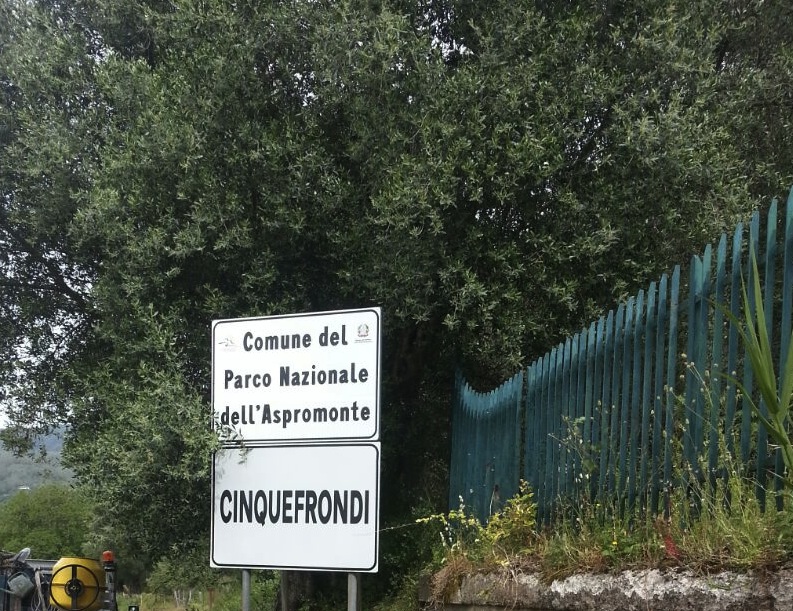 Comune del
Parco Nazionale
dell'Aspromonte
CINQUEFRONDI